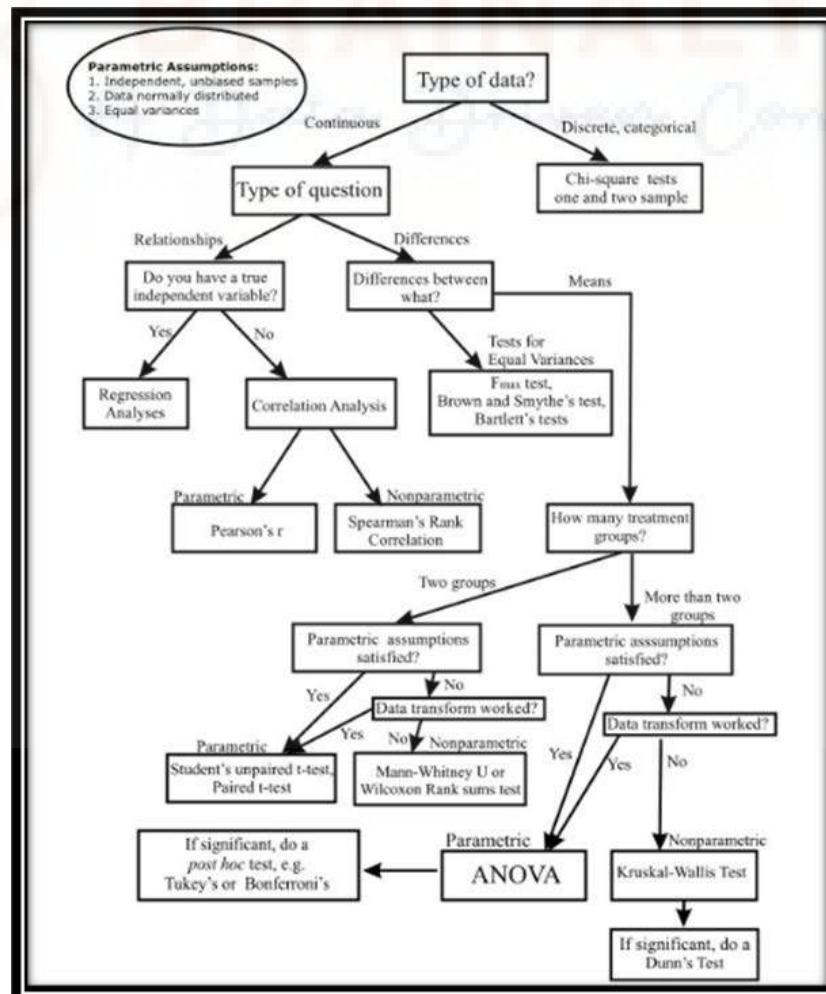 Parametric Assumptions:
1. Independent, unbiased samples
2. Data normally distributed
3. Equal variances
Type of data?
Continuous
Discrete, categorical
Type of question
Chi-square tests
one and two sample
Relationships
Differences
Do you have a true
independent variable?
Differences between
what?
Means
Yes
No
Tests for
Equal Variances
Regression
Analyses
Correlation Analysis
Fmax test,
Brown and Smythe's test,
Bartlett's tests
Parametric
Nonparametric
Pearson's r
Spearman's Rank
Correlation
How many treatment
groups?
Two groups
More than two
groups
Parametric assumptions
satisfied?
Parametric asssumptions
satisfied?
Yes
No
No
Data transform worked?
Data transform worked?
Yes
No
Yes
Yes
No
Parametric
Nonparametric
Student's unpaired t-test,
Paired t-test
Mann-Whitney U or
Wilcoxon Rank sums test
If significant, do a
post hoc test, e.g.
Tukey's or Bonferroni's
Parametric
ANOVA
Nonparametric
Kruskal-Wallis Test
If significant, do a
Dunn's Test